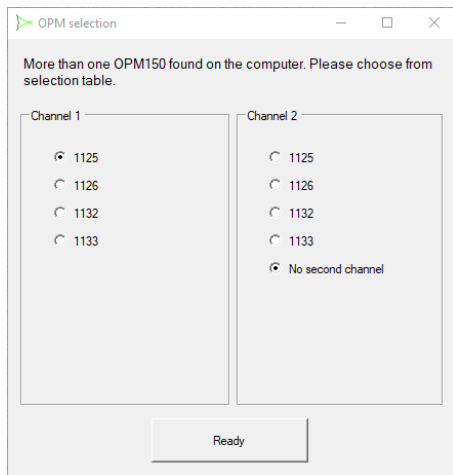 OPM selection
More than one OPM150 found on the computer. Please choose from
selection table.
Channel 1
1125
1126
1132
1133
Channel 2
1125
1126
1132
1133
No second channel
Ready